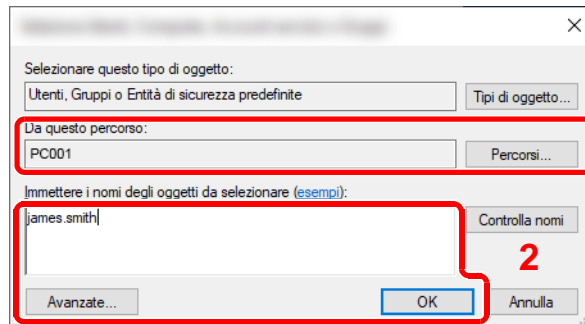 Selezionare questo tipo di oggetto:
Utenti, Gruppi o Entità di sicurezza predefinite
Tipi di oggetto...
Da questo percorso:
PC001
Percorsi...
Immettere i nomi degli oggetti da selezionare (esempi):
james.smith
Controlla nomi
2
Avanzate...
OK
Annulla